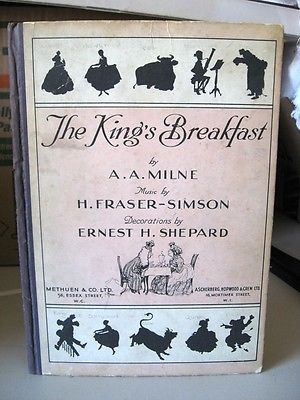 The King's Breakfast
by
A. A. MILNE
Music by
H. FRASER-SIMSON
Decorations by
ERNEST H. SHEPARD
METHUEN & CO. LTD.
36, ESSEX STREET,
W.C.
ASCHERBERG, HOPWOOD & CREW LTD.
16, MORTIMER STREET,
W.1.